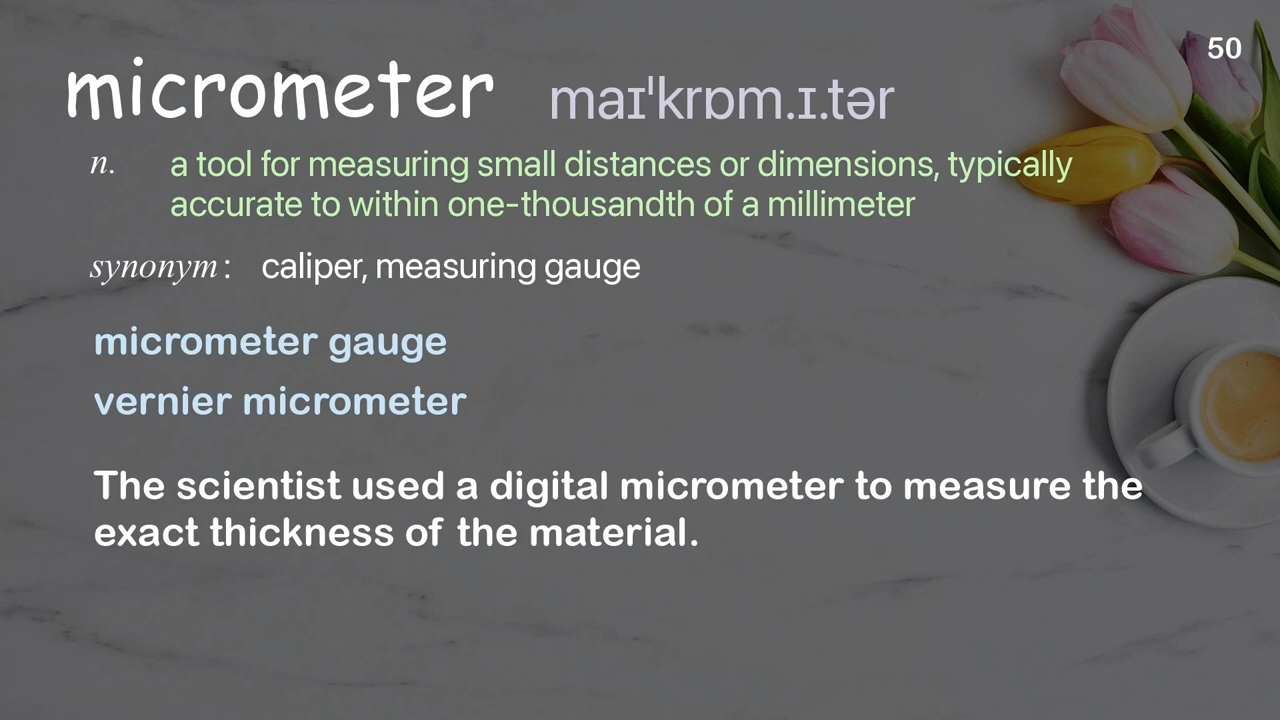 50
micrometer maɪˈkrɒm.ɪ.tər
n. a tool for measuring small distances or dimensions, typically
accurate to within one-thousandth of a millimeter
synonym: caliper, measuring gauge
micrometer gauge
vernier micrometer
The scientist used a digital micrometer to measure the
exact thickness of the material.